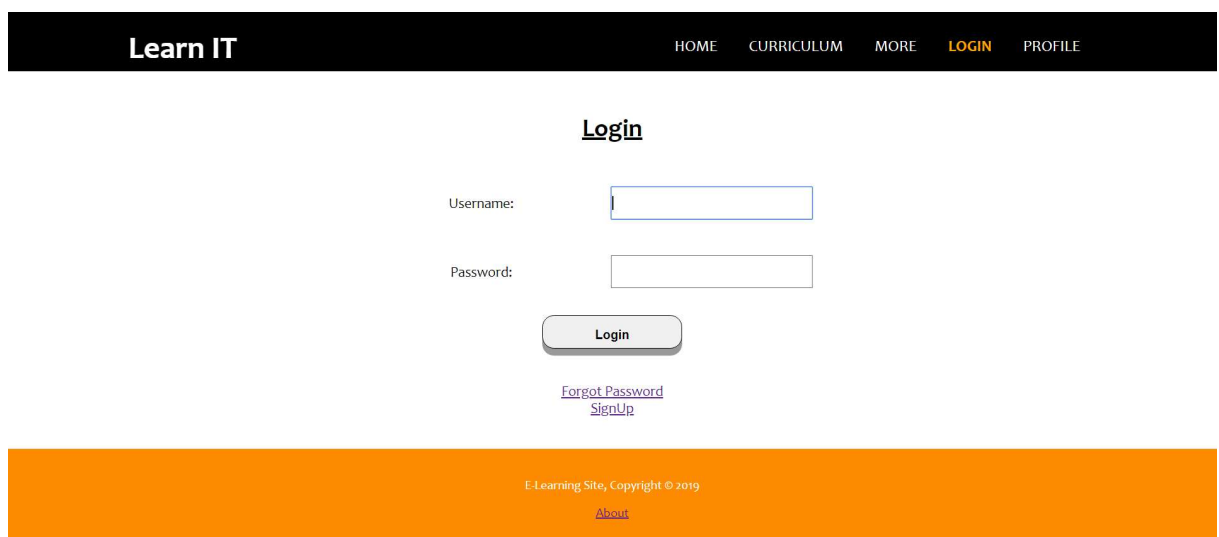 Learn IT HOME CURRICULUM MORE LOGIN PROFILE
Login
Username:
Password:
Login
Forgot Password
SignUp
E-Learning Site, Copyright © 2019
About